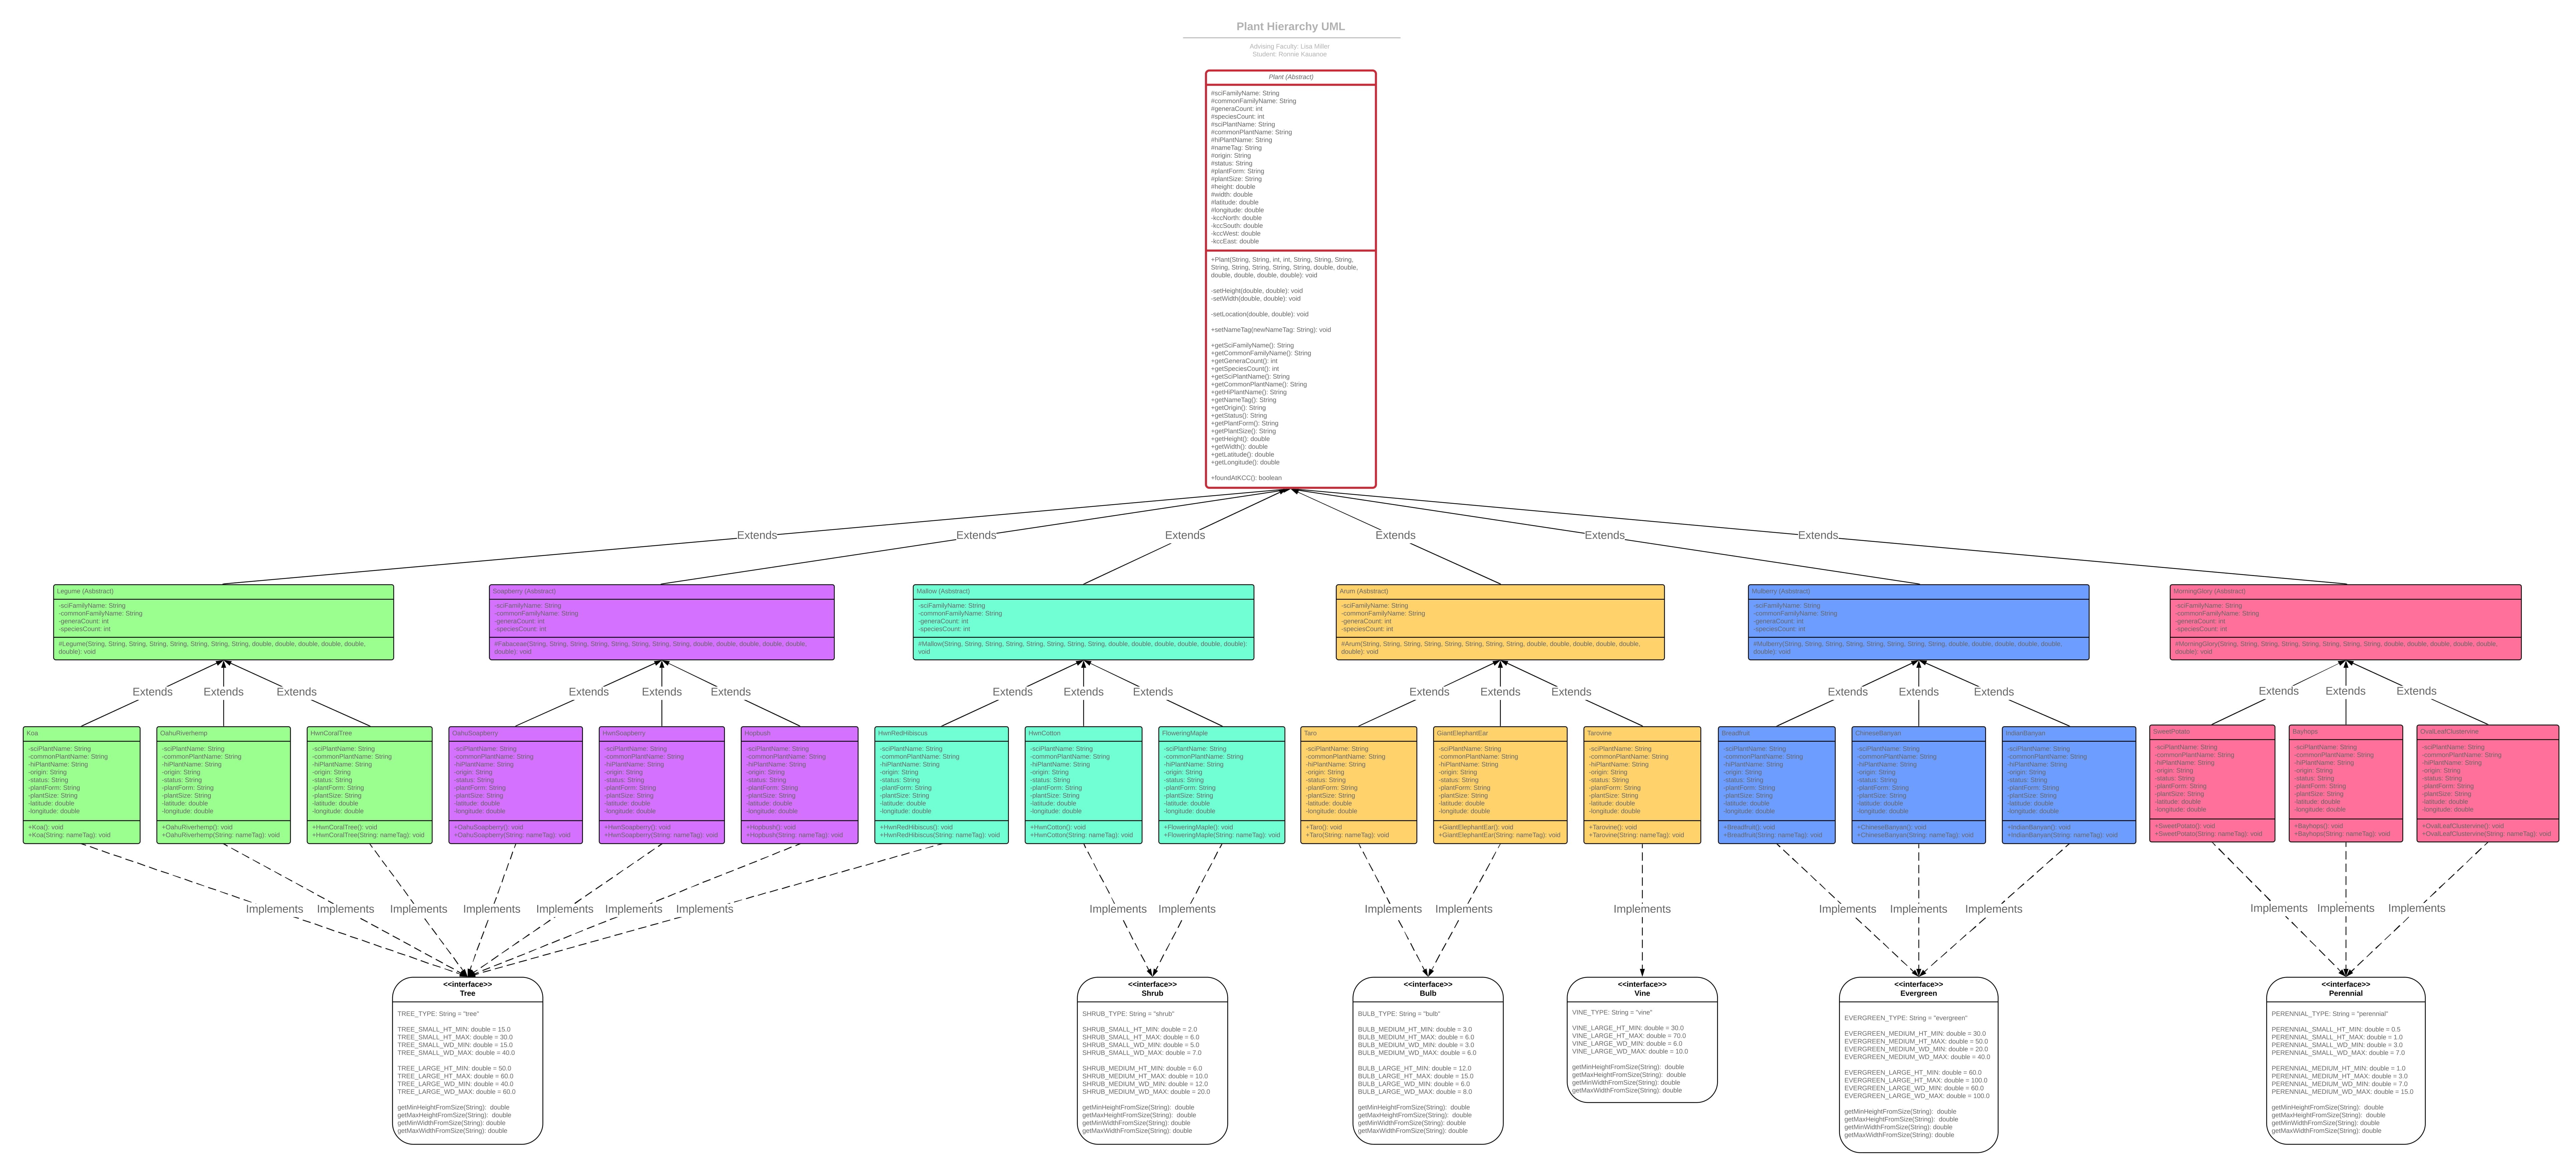 Plant Hierarchy UML
Advising Faculty: Lisa Miller
Student: Ronnie Kauanoe
Plant (Abstract)
#sciFamilyName: String
#commonFamilyName: String
#generaCount: int
#speciesCount: int
#sciPlantName: String
#commonPlantName: String
#hiPlantName: String
#nameTag: String
#origin: String
#status: String
#plantForm: String
#plantSize: String
#height: double
#width: double
#latitude: double
#longitude: double
-kccNorth: double
-kccSouth: double
-kccWest: double
-kccEast: double
+Plant(String, String, int, int, String, String, String,
String, String, String, String, String, double, double,
double, double, double, double): void
-setHeight(double, double): void
-setWidth(double, double): void
-setLocation(double, double): void
+setNameTag(newNameTag: String): void
+getSciFamilyName(): String
+getCommonFamilyName(): String
+getGeneraCount(): int
+getSpeciesCount(): int
+getSciPlantName(): String
+getCommonPlantName(): String
+getHiPlantName(): String
+getNameTag(): String
+getOrigin(): String
+getStatus(): String
+getPlantForm(): String
+getPlantSize(): String
+getHeight(): double
+getWidth(): double
+getLatitude(): double
+getLongitude(): double
+foundAtKCC(): boolean
Extends
Extends
Extends
Extends
Extends
Extends
Legume (Asbstract)
-sciFamilyName: String
-commonFamilyName: String
-generaCount: int
-speciesCount: int
#Legume(String, String, String, String, String, String, String, String, double, double, double, double, double,
double): void
Soapberry (Asbstract)
-sciFamilyName: String
-commonFamilyName: String
-generaCount: int
-speciesCount: int
#Fabaueae(String, String, String, String, String, String, String, String, double, double, double, double, double,
double): void
Mallow (Asbstract)
-sciFamilyName: String
-commonFamilyName: String
-generaCount: int
-speciesCount: int
#Mallow(String, String, String, String, String, String, String, String, double, double, double, double, double, double):
void
Arum (Asbstract)
-sciFamilyName: String
-commonFamilyName: String
-generaCount: int
-speciesCount: int
#Arum(String, String, String, String, String, String, String, String, double, double, double, double, double,
double): void
Mulberry (Asbstract)
-sciFamilyName: String
-commonFamilyName: String
-generaCount: int
-speciesCount: int
#Mulberry(String, String, String, String, String, String, String, String, double, double, double, double, double,
double): void
MorningGlory (Asbstract)
-sciFamilyName: String
-commonFamilyName: String
-generaCount: int
-speciesCount: int
#MorningGlory(String, String, String, String, String, String, String, String, double, double, double, double, double,
double): void
Extends Extends Extends
Extends Extends Extends
Extends Extends Extends
Extends Extends Extends
Extends Extends Extends
Extends Extends Extends
Koa
-sciPlantName: String
-commonPlantName: String
-hiPlantName: String
-origin: String
-status: String
-plantForm: String
-plantSize: String
-latitude: double
-longitude: double
+Koa(): void
+Koa(String: nameTag): void
OahuRiverhemp
-sciPlantName: String
-commonPlantName: String
-hiPlantName: String
-origin: String
-status: String
-plantForm: String
-plantSize: String
-latitude: double
-longitude: double
+OahuRiverhemp(): void
+OahuRiverhemp(String: nameTag): void
HwnCoralTree
-sciPlantName: String
-commonPlantName: String
-hiPlantName: String
-origin: String
-status: String
-plantForm: String
-plantSize: String
-latitude: double
-longitude: double
+HwnCoralTree(): void
+HwnCoralTree(String: nameTag): void
OahuSoapberry
-sciPlantName: String
-commonPlantName: String
-hiPlantName: String
-origin: String
-status: String
-plantForm: String
-plantSize: String
-latitude: double
-longitude: double
+OahuSoapberry(): void
+OahuSoapberry(String: nameTag): void
HwnSoapberry
-sciPlantName: String
-commonPlantName: String
-hiPlantName: String
-origin: String
-status: String
-plantForm: String
-plantSize: String
-latitude: double
-longitude: double
+HwnSoapberry(): void
+HwnSoapberry(String: nameTag): void
Hopbush
-sciPlantName: String
-commonPlantName: String
-hiPlantName: String
-origin: String
-status: String
-plantForm: String
-plantSize: String
-latitude: double
-longitude: double
+Hopbush(): void
+Hopbush(String: nameTag): void
HwnRedHibiscus
-sciPlantName: String
-commonPlantName: String
-hiPlantName: String
-origin: String
-status: String
-plantForm: String
-plantSize: String
-latitude: double
-longitude: double
+HwnRedHibiscus(): void
+HwnRedHibiscus(String: nameTag): void
HwnCotton
-sciPlantName: String
-commonPlantName: String
-hiPlantName: String
-origin: String
-status: String
-plantForm: String
-plantSize: String
-latitude: double
-longitude: double
+HwnCotton(): void
+HwnCotton(String: nameTag): void
FloweringMaple
-sciPlantName: String
-commonPlantName: String
-hiPlantName: String
-origin: String
-status: String
-plantForm: String
-plantSize: String
-latitude: double
-longitude: double
+FloweringMaple(): void
+FloweringMaple(String: nameTag): void
Taro
-sciPlantName: String
-commonPlantName: String
-hiPlantName: String
-origin: String
-status: String
-plantForm: String
-plantSize: String
-latitude: double
-longitude: double
+Taro(): void
+Taro(String: nameTag): void
GiantElephantEar
-sciPlantName: String
-commonPlantName: String
-hiPlantName: String
-origin: String
-status: String
-plantForm: String
-plantSize: String
-latitude: double
-longitude: double
+GiantElephantEar(): void
+GiantElephantEar(String: nameTag): void
Tarovine
-sciPlantName: String
-commonPlantName: String
-hiPlantName: String
-origin: String
-status: String
-plantForm: String
-plantSize: String
-latitude: double
-longitude: double
+Tarovine(): void
+Tarovine(String: nameTag): void
Breadfruit
-sciPlantName: String
-commonPlantName: String
-hiPlantName: String
-origin: String
-status: String
-plantForm: String
-plantSize: String
-latitude: double
-longitude: double
+Breadfruit(): void
+Breadfruit(String: nameTag): void
ChineseBanyan
-sciPlantName: String
-commonPlantName: String
-hiPlantName: String
-origin: String
-status: String
-plantForm: String
-plantSize: String
-latitude: double
-longitude: double
+ChineseBanyan(): void
+ChineseBanyan(String: nameTag): void
IndianBanyan
-sciPlantName: String
-commonPlantName: String
-hiPlantName: String
-origin: String
-status: String
-plantForm: String
-plantSize: String
-latitude: double
-longitude: double
+IndianBanyan(): void
+IndianBanyan(String: nameTag): void
SweetPotato
-sciPlantName: String
-commonPlantName: String
-hiPlantName: String
-origin: String
-status: String
-plantForm: String
-plantSize: String
-latitude: double
-longitude: double
+SweetPotato(): void
+SweetPotato(String: nameTag): void
Bayhops
-sciPlantName: String
-commonPlantName: String
-hiPlantName: String
-origin: String
-status: String
-plantForm: String
-plantSize: String
-latitude: double
-longitude: double
+Bayhops(): void
+Bayhops(String: nameTag): void
OvalLeafClustervine
-sciPlantName: String
-commonPlantName: String
-hiPlantName: String
-origin: String
-status: String
-plantForm: String
-plantSize: String
-latitude: double
-longitude: double
+OvalLeafClustervine(): void
+OvalLeafClustervine(String: nameTag): void
Implements Implements Implements Implements Implements Implements Implements
Implements Implements
Implements Implements
Implements
Implements Implements Implements
Implements Implements Implements
<<interface>>
Tree
TREE_TYPE: String = "tree"
TREE_SMALL_HT_MIN: double = 15.0
TREE_SMALL_HT_MAX: double = 30.0
TREE_SMALL_WD_MIN: double = 15.0
TREE_SMALL_WD_MAX: double = 40.0
TREE_LARGE_HT_MIN: double = 50.0
TREE_LARGE_HT_MAX: double = 60.0
TREE_LARGE_WD_MIN: double = 40.0
TREE_LARGE_WD_MAX: double = 60.0
getMinHeightFromSize(String): double
getMaxHeightFromSize(String): double
getMinWidthFromSize(String): double
getMaxWidthFromSize(String): double
<<interface>>
Shrub
SHRUB_TYPE: String = "shrub"
SHRUB_SMALL_HT_MIN: double = 2.0
SHRUB_SMALL_HT_MAX: double = 6.0
SHRUB_SMALL_WD_MIN: double = 5.0
SHRUB_SMALL_WD_MAX: double = 7.0
SHRUB_MEDIUM_HT_MIN: double = 6.0
SHRUB_MEDIUM_HT_MAX: double = 10.0
SHRUB_MEDIUM_WD_MIN: double = 12.0
SHRUB_MEDIUM_WD_MAX: double = 20.0
getMinHeightFromSize(String): double
getMaxHeightFromSize(String): double
getMinWidthFromSize(String): double
getMaxWidthFromSize(String): double
<<interface>>
Bulb
BULB_TYPE: String = "bulb"
BULB_MEDIUM_HT_MIN: double = 3.0
BULB_MEDIUM_HT_MAX: double = 6.0
BULB_MEDIUM_WD_MIN: double = 3.0
BULB_MEDIUM_WD_MAX: double = 6.0
BULB_LARGE_HT_MIN: double = 12.0
BULB_LARGE_HT_MAX: double = 15.0
BULB_LARGE_WD_MIN: double = 6.0
BULB_LARGE_WD_MAX: double = 8.0
getMinHeightFromSize(String): double
getMaxHeightFromSize(String): double
getMinWidthFromSize(String): double
getMaxWidthFromSize(String): double
<<interface>>
Vine
VINE_TYPE: String = "vine"
VINE_LARGE_HT_MIN: double = 30.0
VINE_LARGE_HT_MAX: double = 70.0
VINE_LARGE_WD_MIN: double = 6.0
VINE_LARGE_WD_MAX: double = 10.0
getMinHeightFromSize(String): double
getMaxHeightFromSize(String): double
getMinWidthFromSize(String): double
getMaxWidthFromSize(String): double
<<interface>>
Evergreen
EVERGREEN_TYPE: String = "evergreen"
EVERGREEN_MEDIUM_HT_MIN: double = 30.0
EVERGREEN_MEDIUM_HT_MAX: double = 50.0
EVERGREEN_MEDIUM_WD_MIN: double = 20.0
EVERGREEN_MEDIUM_WD_MAX: double = 40.0
EVERGREEN_LARGE_HT_MIN: double = 60.0
EVERGREEN_LARGE_HT_MAX: double = 100.0
EVERGREEN_LARGE_WD_MIN: double = 60.0
EVERGREEN_LARGE_WD_MAX: double = 100.0
getMinHeightFromSize(String): double
getMaxHeightFromSize(String): double
getMinWidthFromSize(String): double
getMaxWidthFromSize(String): double
<<interface>>
Perennial
PERENNIAL_TYPE: String = "perennial"
PERENNIAL_SMALL_HT_MIN: double = 0.5
PERENNIAL_SMALL_HT_MAX: double = 1.0
PERENNIAL_SMALL_WD_MIN: double = 3.0
PERENNIAL_SMALL_WD_MAX: double = 7.0
PERENNIAL_MEDIUM_HT_MIN: double = 1.0
PERENNIAL_MEDIUM_HT_MAX: double = 3.0
PERENNIAL_MEDIUM_WD_MIN: double = 7.0
PERENNIAL_MEDIUM_WD_MAX: double = 15.0
getMinHeightFromSize(String): double
getMaxHeightFromSize(String): double
getMinWidthFromSize(String): double
getMaxWidthFromSize(String): double